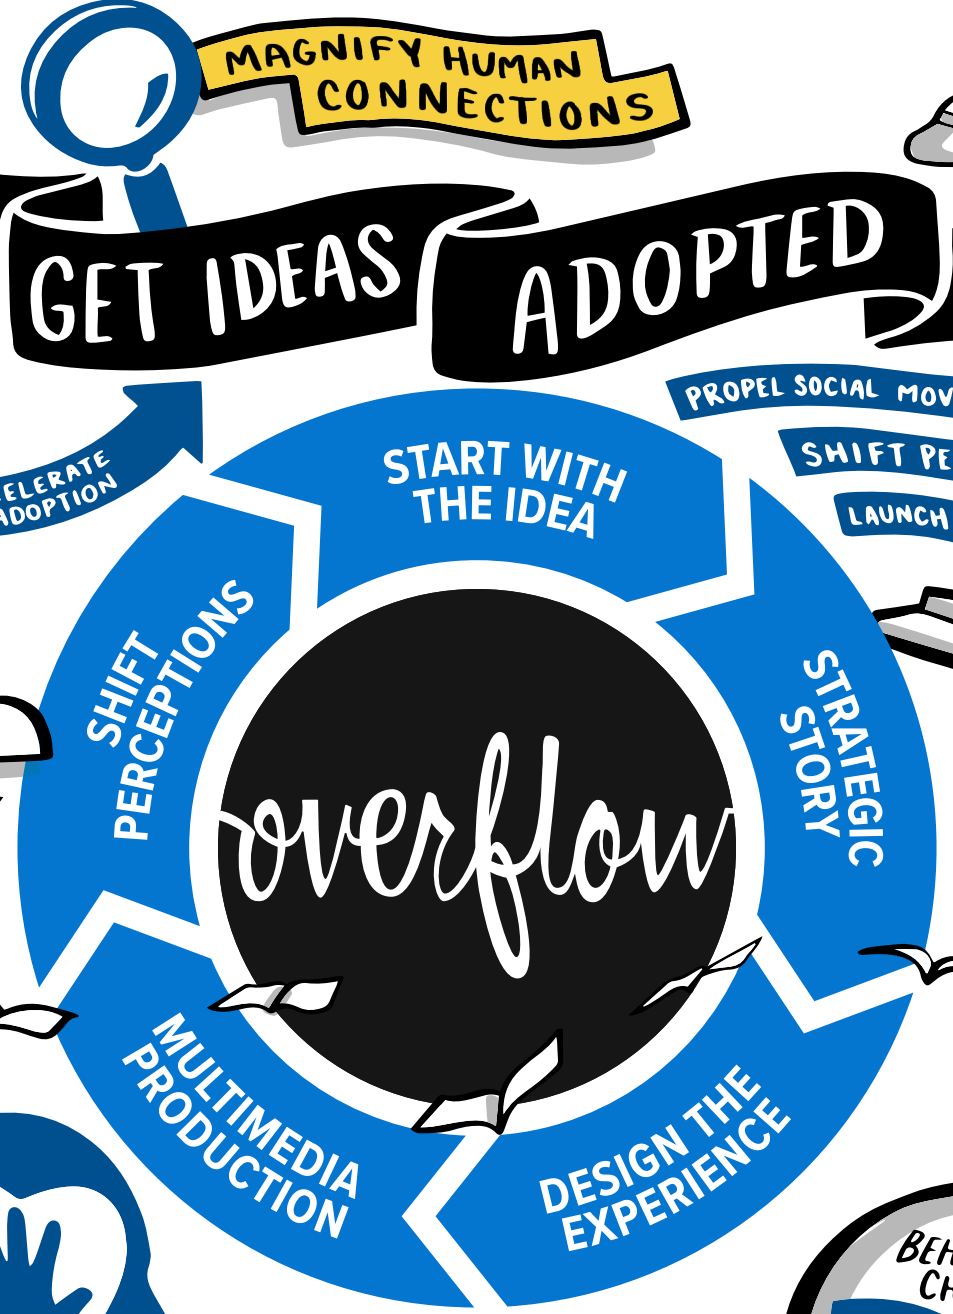 MAGNIFY HUMAN
CONNECTIONS
GET IDEAS ADOPTED
PROPEL SOCIAL
SHIFT
LAUNCH
ADOPTION
START WITH
THE IDEA
STRATEGIC
STORY
DESIGN THE
EXPERIENCE
MULTIMEDIA
PRODUCTION
SHIFT
PERCEPTIONS
overflow